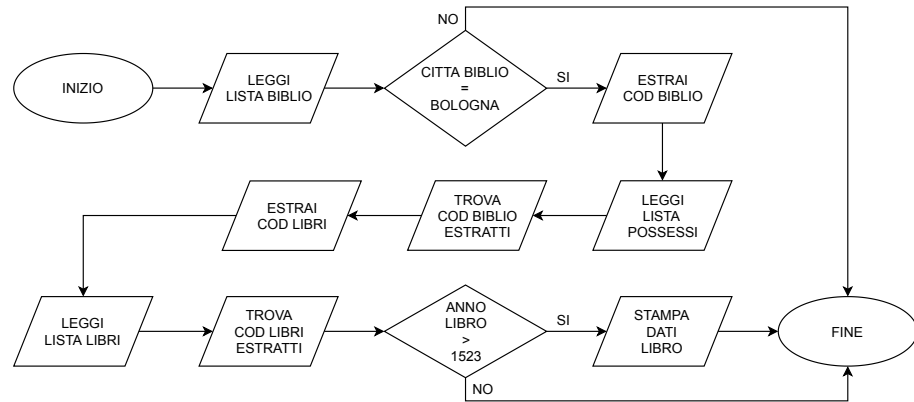 NO
INIZIO
LEGGI
LISTA BIBLIO
CITTA BIBLIO
=
BOLOGNA
SI
ESTRAI
COD BIBLIO
ESTRAI
COD LIBRI
TROVA
COD BIBLIO
ESTRATTI
LEGGI
LISTA
POSSESSI
LEGGI
LISTA LIBRI
TROVA
COD LIBRI
ESTRATTI
ANNO
LIBRO
>
1523
SI
STAMPA
DATI
LIBRO
FINE
NO